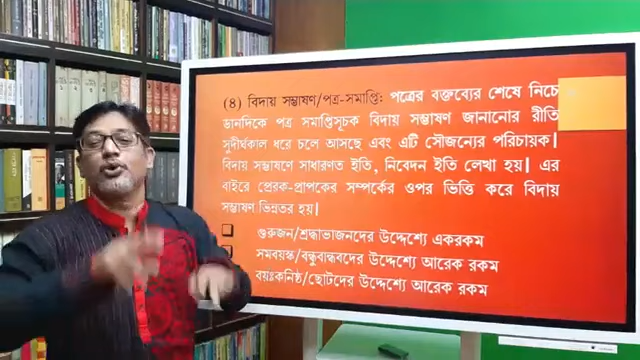 (৪) বিদায় সম্ভাষণ/পত্র-সমাপ্তি: পত্রের বক্তব্যের শেষে নিচে
ডানদিকে পত্র সমাপ্তিসূচক বিদায় সম্ভাষণ জানানোর রীতি
সুদীর্ঘকাল ধরে চলে আসছে এবং এটি সৌজন্যের পরিচায়ক।
বিদায় সম্ভাষণে সাধারণত ইতি, নিবেদন ইতি লেখা হয়। এর
বাইরে প্রেরক-প্রাপকের সম্পর্কের ওপর ভিত্তি করে বিদায়
সম্ভাষণ ভিন্নতর হয়।
গুরুজন/শ্রদ্ধাভাজনদের উদ্দেশ্যে একরকম
সমবয়স্ক/বন্ধুবান্ধবদের উদ্দেশ্যে আরেক রকম
বয়ঃকনিষ্ঠ/ছোটদের উদ্দেশ্যে আরেক রকম